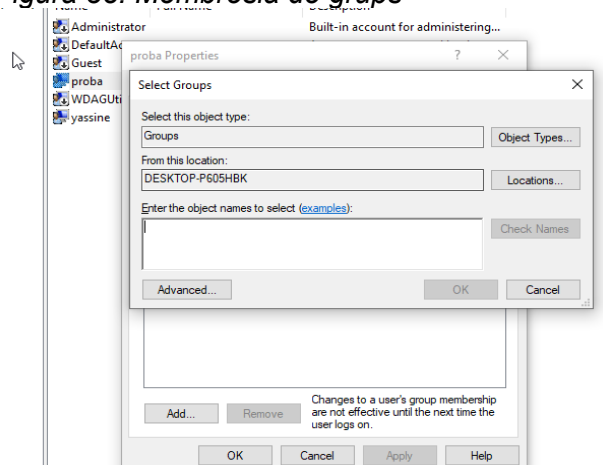 Administrator
Built-in account for administering...
proba Properties
?
Guest
proba
yassine
Select Groups
Select this object type:
Groups
Object Types...
From this location:
DESKTOP-P605HBK
Locations...
Enter the object names to select (examples):
Check Names
Advanced...
OK
Cancel
Add...
Remove
Changes to a user's group membership
are not effective until the next time the
user logs on.
OK
Cancel
Apply
Help